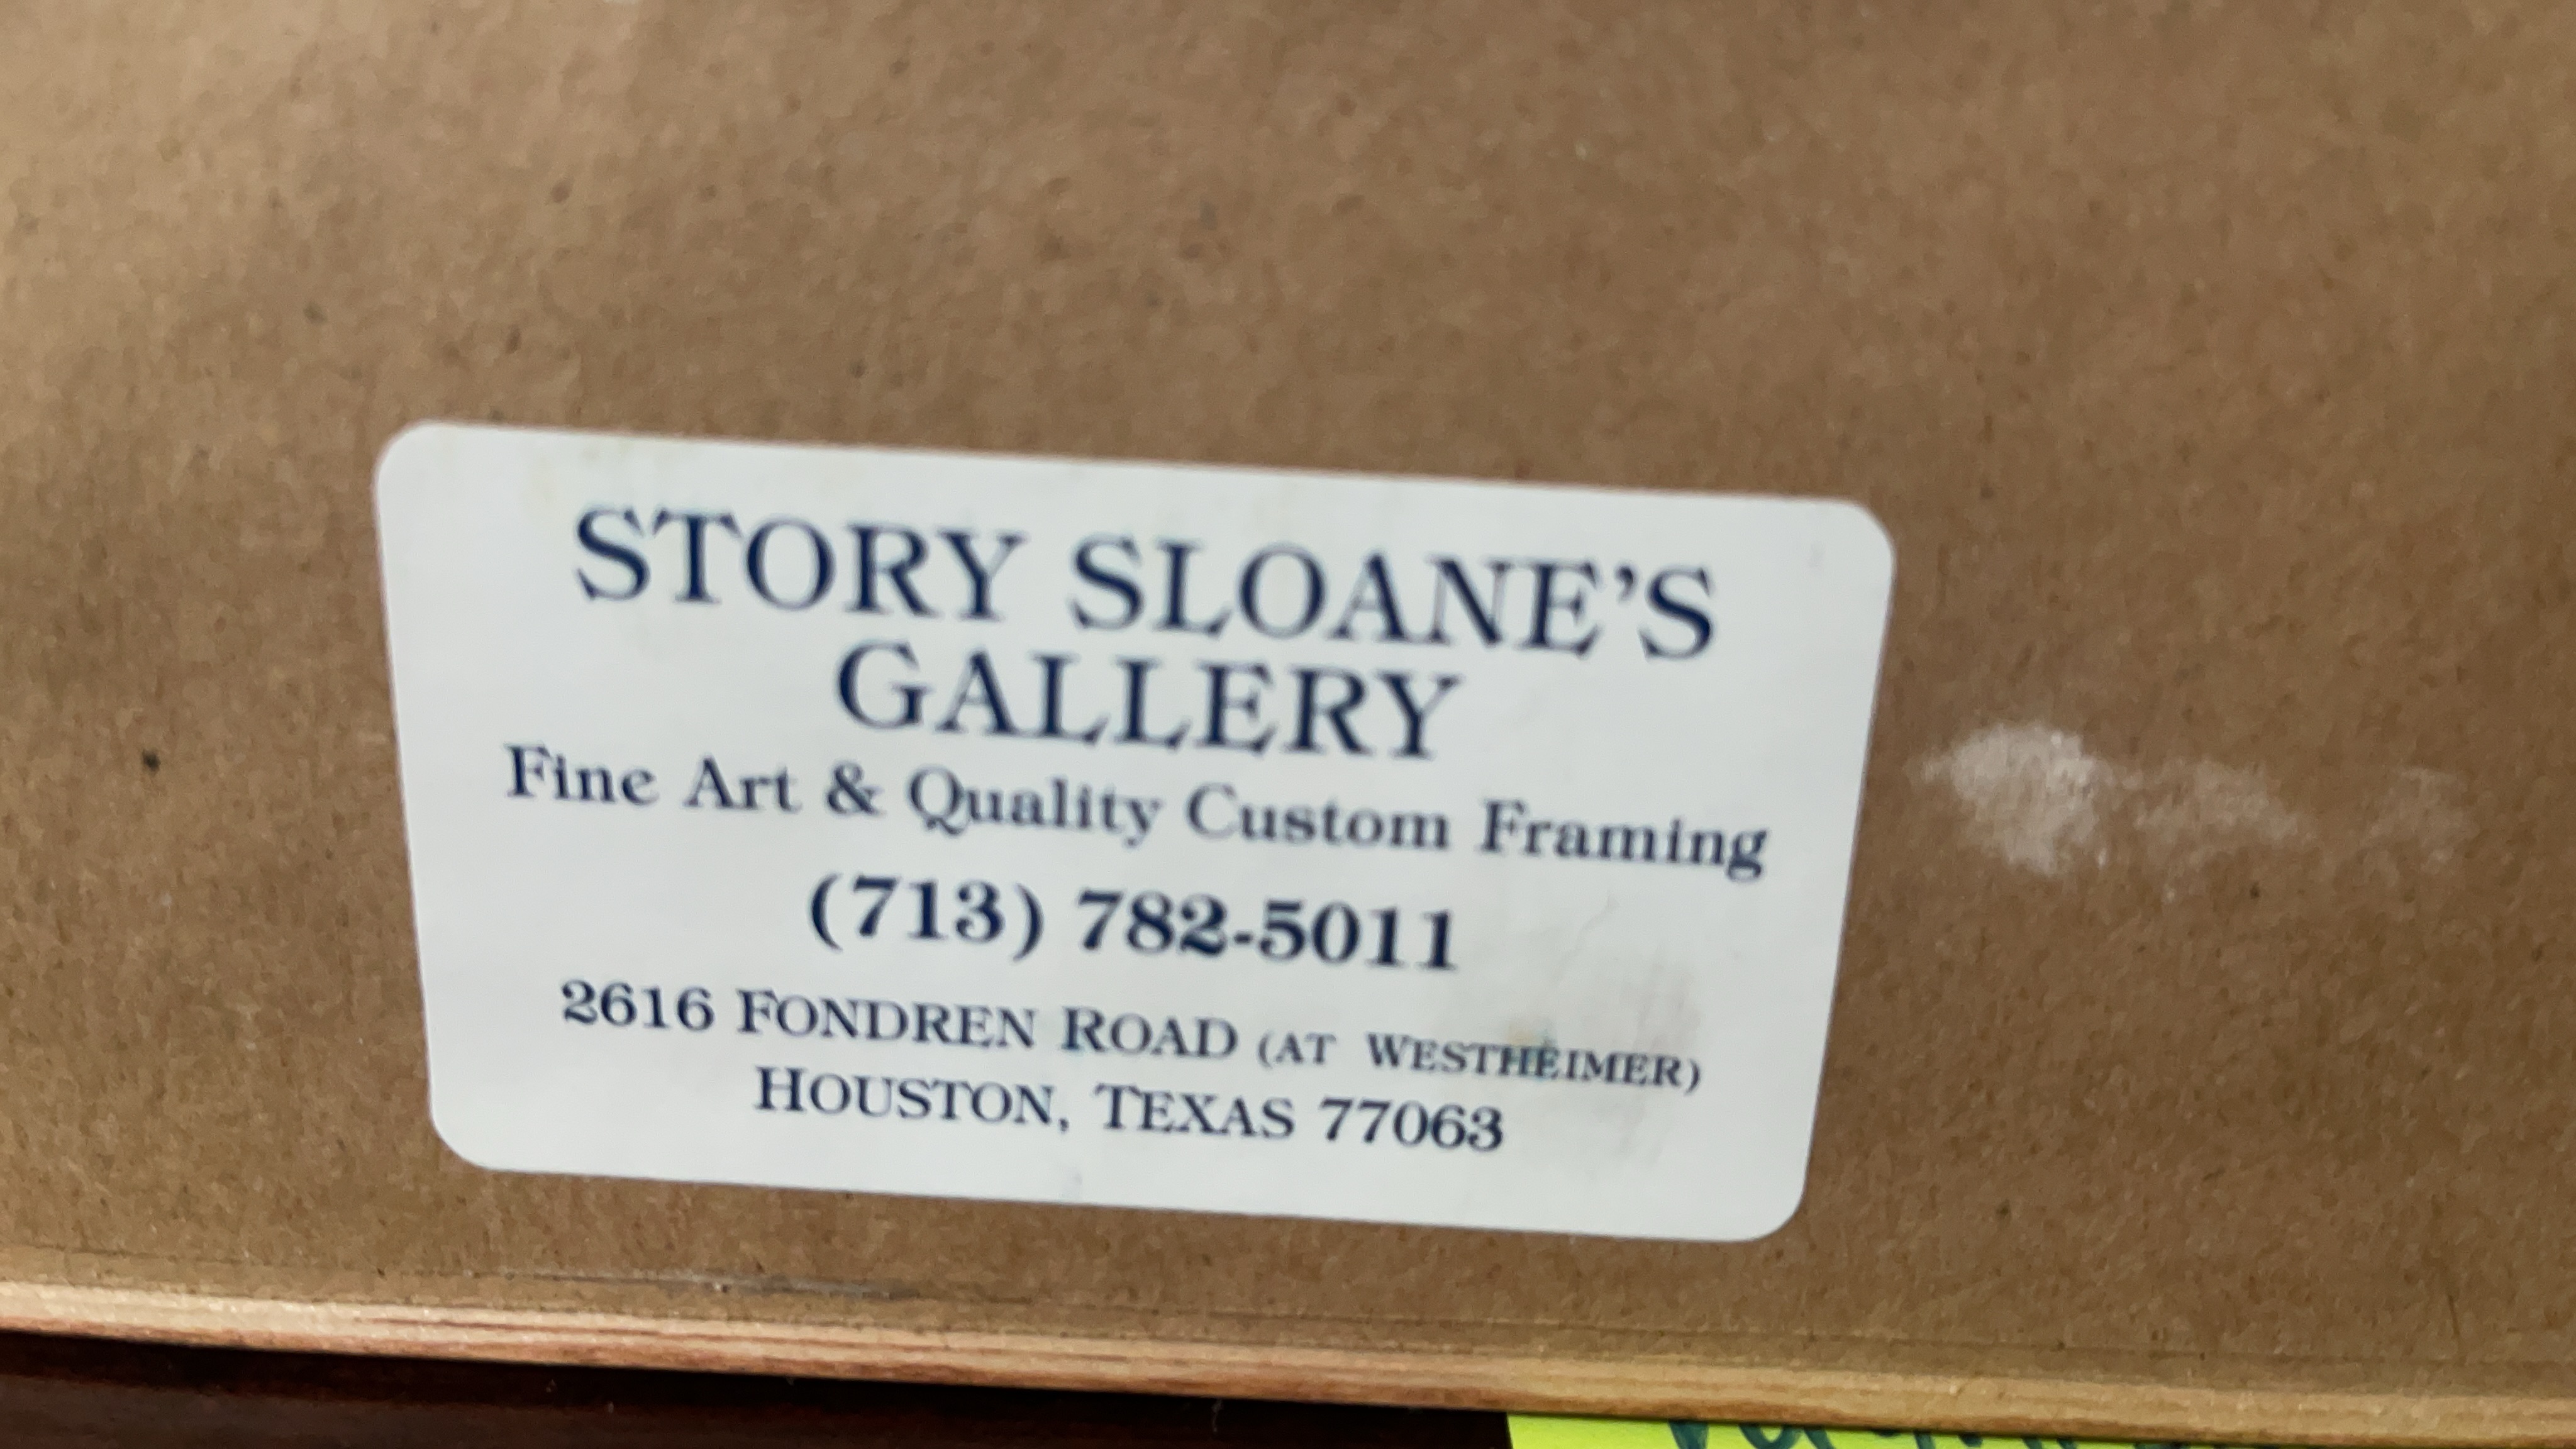 STORY SLOANE'S
GALLERY
Fine Art & Quality Custom Framing
(713) 782-5011
2616 FONDREN ROAD (AT WESTHEIMER)
HOUSTON, TEXAS 77063